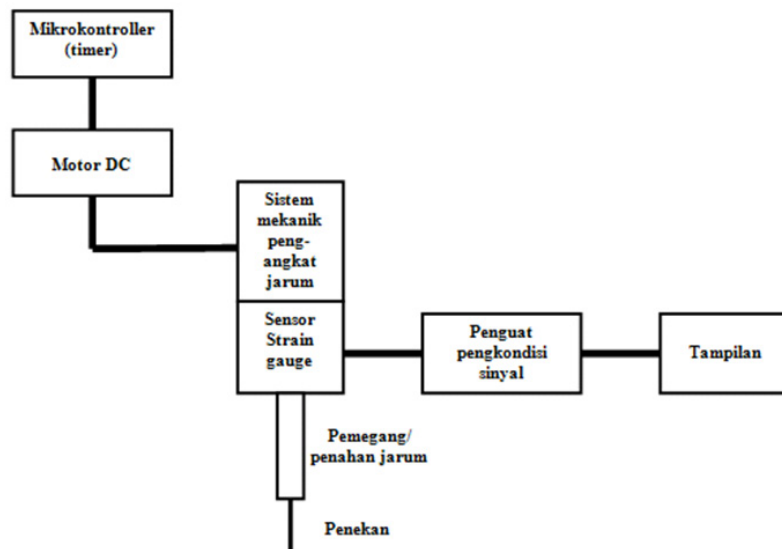 Mikrokontroller
(timer)
Motor DC
Sistem
mekanik
peng-
angkat
jarum
Sensor
Strain
gauge
Penguat
pengkondisi
sinyal
Tampilan
Pemegang/
penahan jarum
Penekan